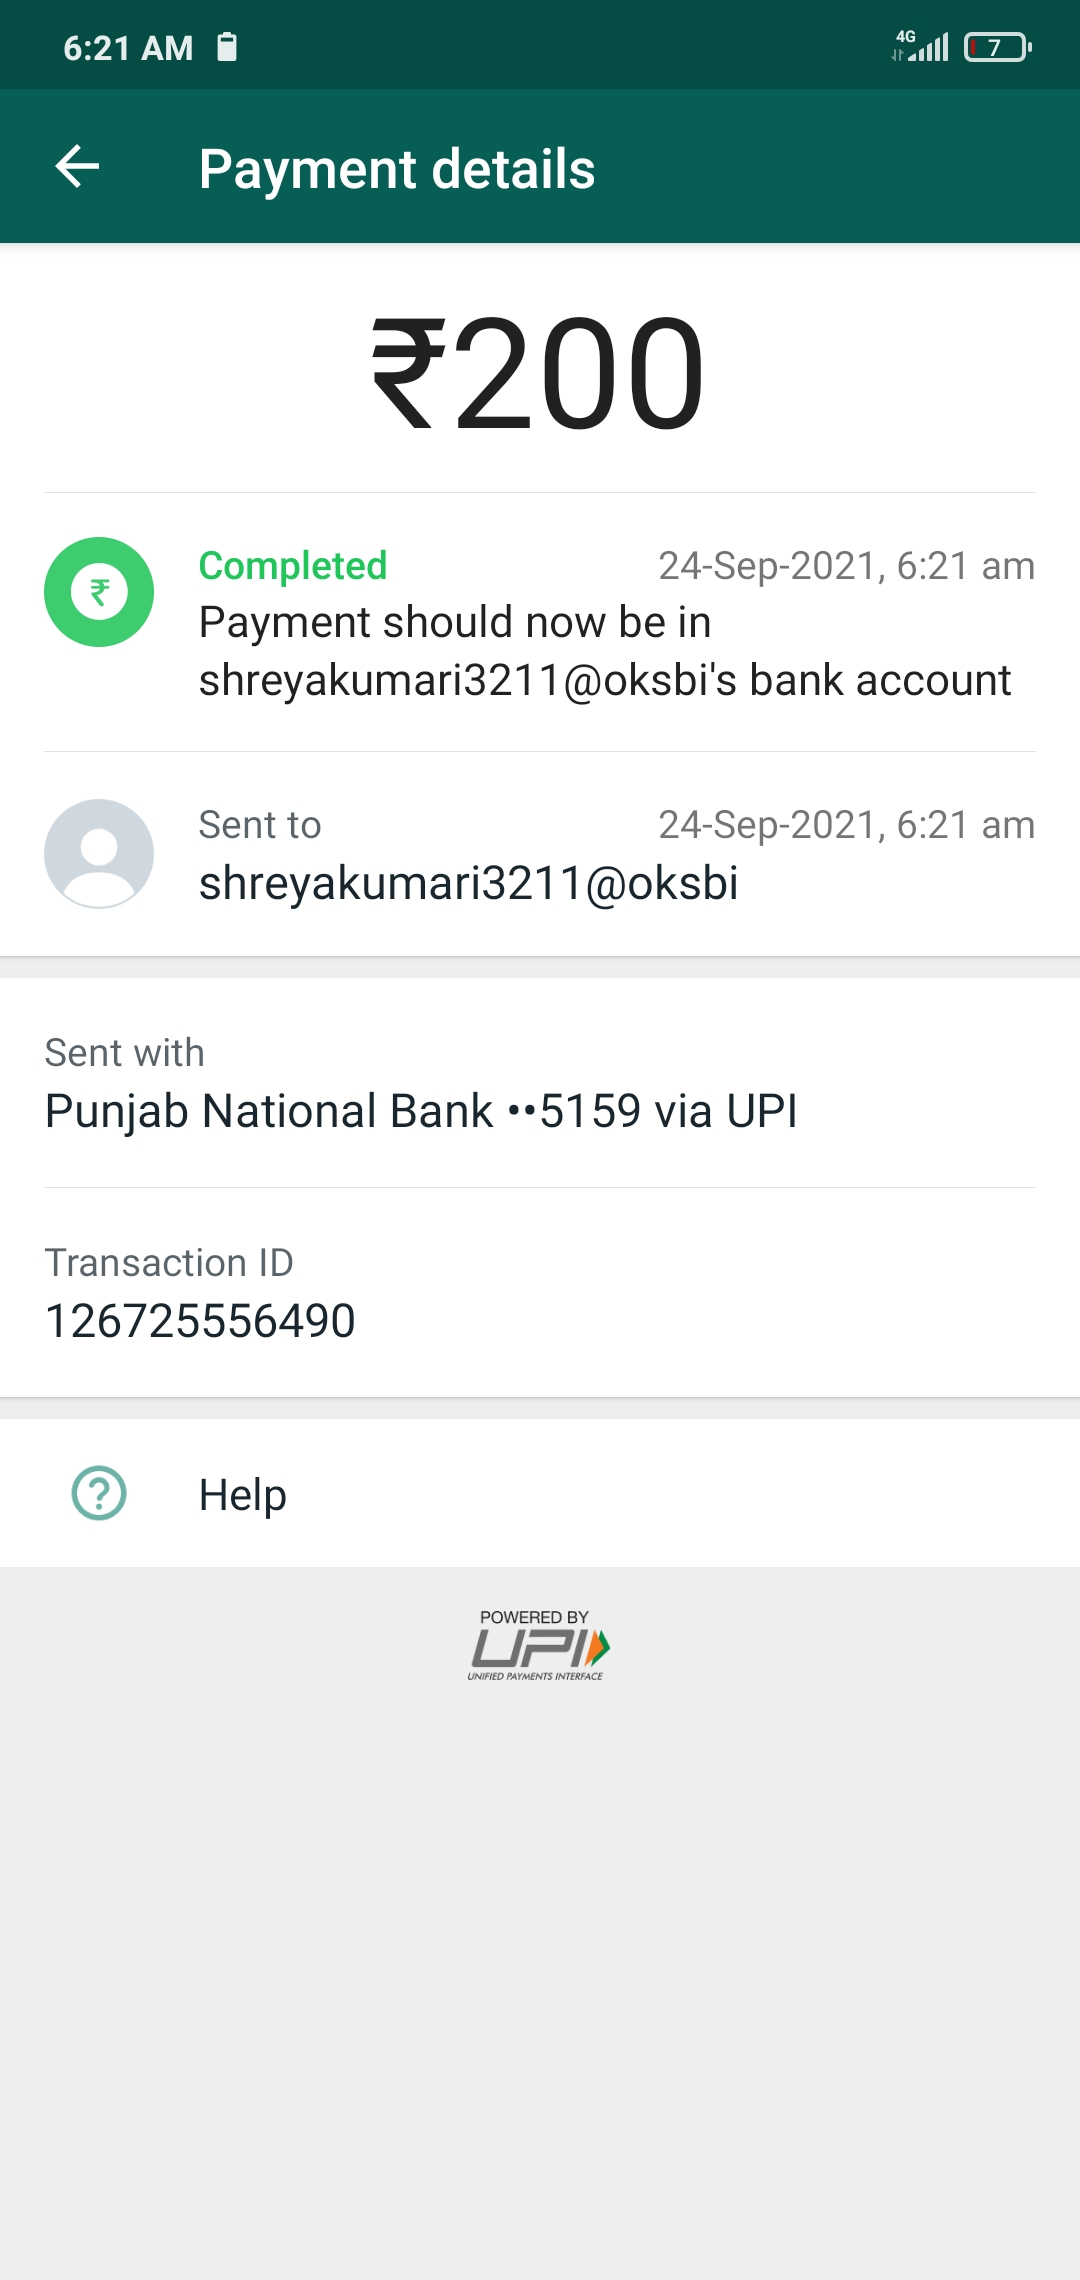 6:21 AM
4G
7
Payment details
₹200
Completed
24-Sep-2021, 6:21 am
Payment should now be in
shreyakumari3211@oksbi's bank account
Sent to
24-Sep-2021, 6:21 am
shreyakumari3211@oksbi
Sent with
Punjab National Bank ••5159 via UPI
Transaction ID
126725556490
Help
POWERED BY
UPI
UNIFIED PAYMENTS INTERFACE